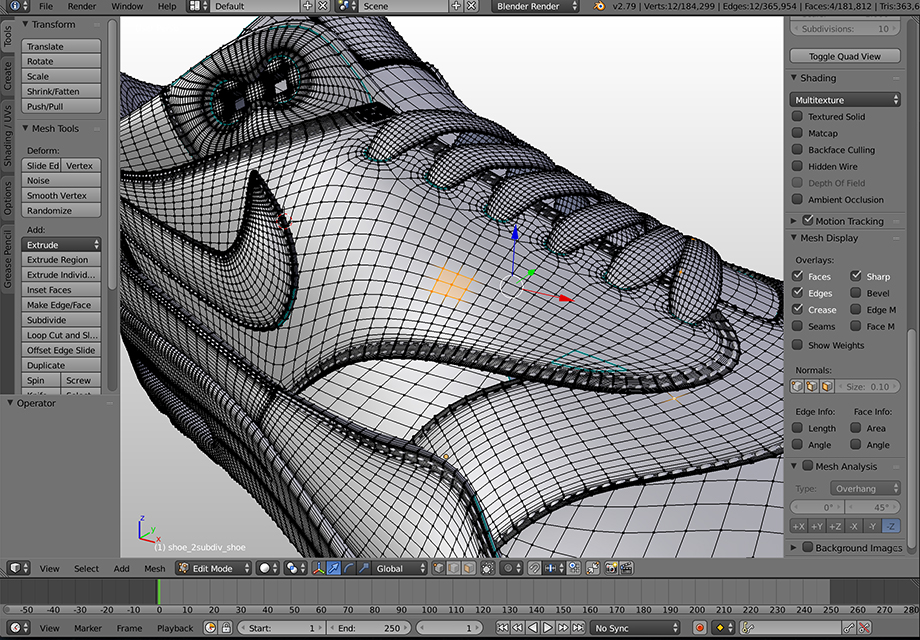 File Render Window Help Default Scene Blender Render v2.79 | Verts:12/184,299 | Edges:12/365,954 | Faces:4/181,812 | Tris:363,6
Tools
Create
Shading / UVs
Options
Grease Pencil
Transform
Translate
Rotate
Scale
Shrink/Fatten
Push/Pull
Mesh Tools
Deform:
Slide Ed Vertex
Noise
Smooth Vertex
Randomize
Add:
Extrude
Extrude Region
Extrude Individ...
Inset Faces
Make Edge/Face
Subdivide
Loop Cut and Sl...
Offset Edge Slide
Duplicate
Spin Screw
Operator
z
y
x
(1) shoe_2subdiv_shoe
Subdivisions: 10
Toggle Quad View
Shading
Multitexture
Textured Solid
Matcap
Backface Culling
Hidden Wire
Depth Of Field
Ambient Occlusion
Motion Tracking
Mesh Display
Overlays:
Faces Sharp
Edges Bevel
Crease Edge M
Seams Face M
Show Weights
Normals:
Size: 0.10
Edge Info: Face Info:
Length Area
Angle Angle
Mesh Analysis
Type: Overhang
0° 45°
+X +Y +Z -X -Y -Z
Background Images
View Select Add Mesh Edit Mode Global
-50 -40 -30 -20 -10 0 10 20 30 40 50 60 70 80 90 100 110 120 130 140 150 160 170 180 190 200 210 220 230 240 250 260 270 280
View Marker Frame Playback Start: 1 End: 250 1 No Sync